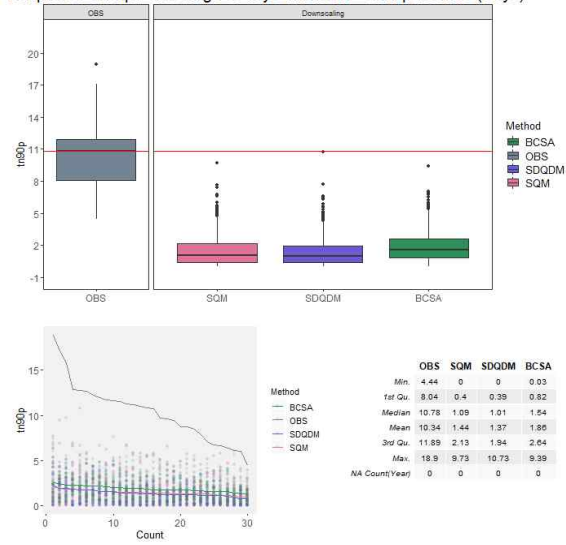 OBS
Downscaling
20
17
14
11
8
5
2
-1
tn90p
OBS
SQM
SDQDM
BCSA
Method
BCSA
OBS
SDQDM
SQM
15
10
5
0
tn90p
0
10
20
30
Count
Method
BCSA
OBS
SDQDM
SQM
OBS SQM SDQDM BCSA
Min. 4.44 0 0 0.03
1st Qu. 8.04 0.4 0.39 0.82
Median 10.78 1.09 1.01 1.54
Mean 10.34 1.44 1.37 1.86
3rd Qu. 11.89 2.13 1.94 2.64
Max. 18.9 9.73 10.73 9.39
NA Count(Year) 0 0 0 0